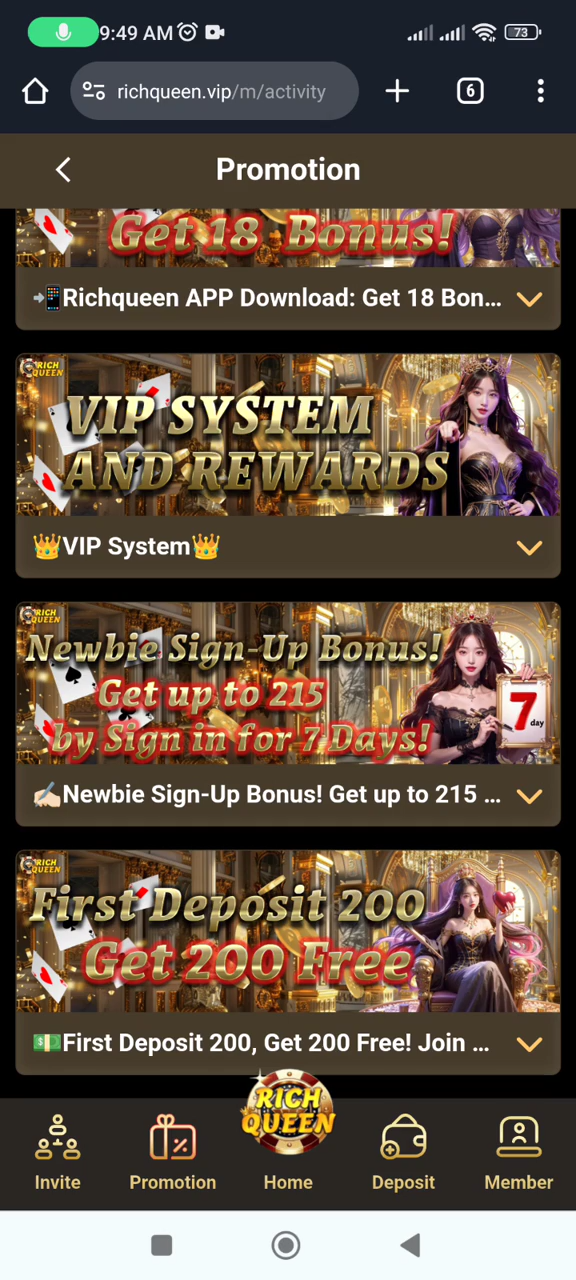 9:49 AM
73
richqueen.vip/m/activity
6
Promotion
Get 18 Bonus!
📲Richqueen APP Download: Get 18 Bon...
RICH
QUEEN
VIP SYSTEM
AND REWARDS
👑VIP System👑
RICH
QUEEN
Newbie Sign-Up Bonus!
Get up to 215
by Sign in for 7 Days!
7
day
✍🏻Newbie Sign-Up Bonus! Get up to 215 ...
RICH
QUEEN
First Deposit 200
Get 200 Free
💵First Deposit 200, Get 200 Free! Join ...
RICH
QUEEN
Invite
Promotion
Home
Deposit
Member